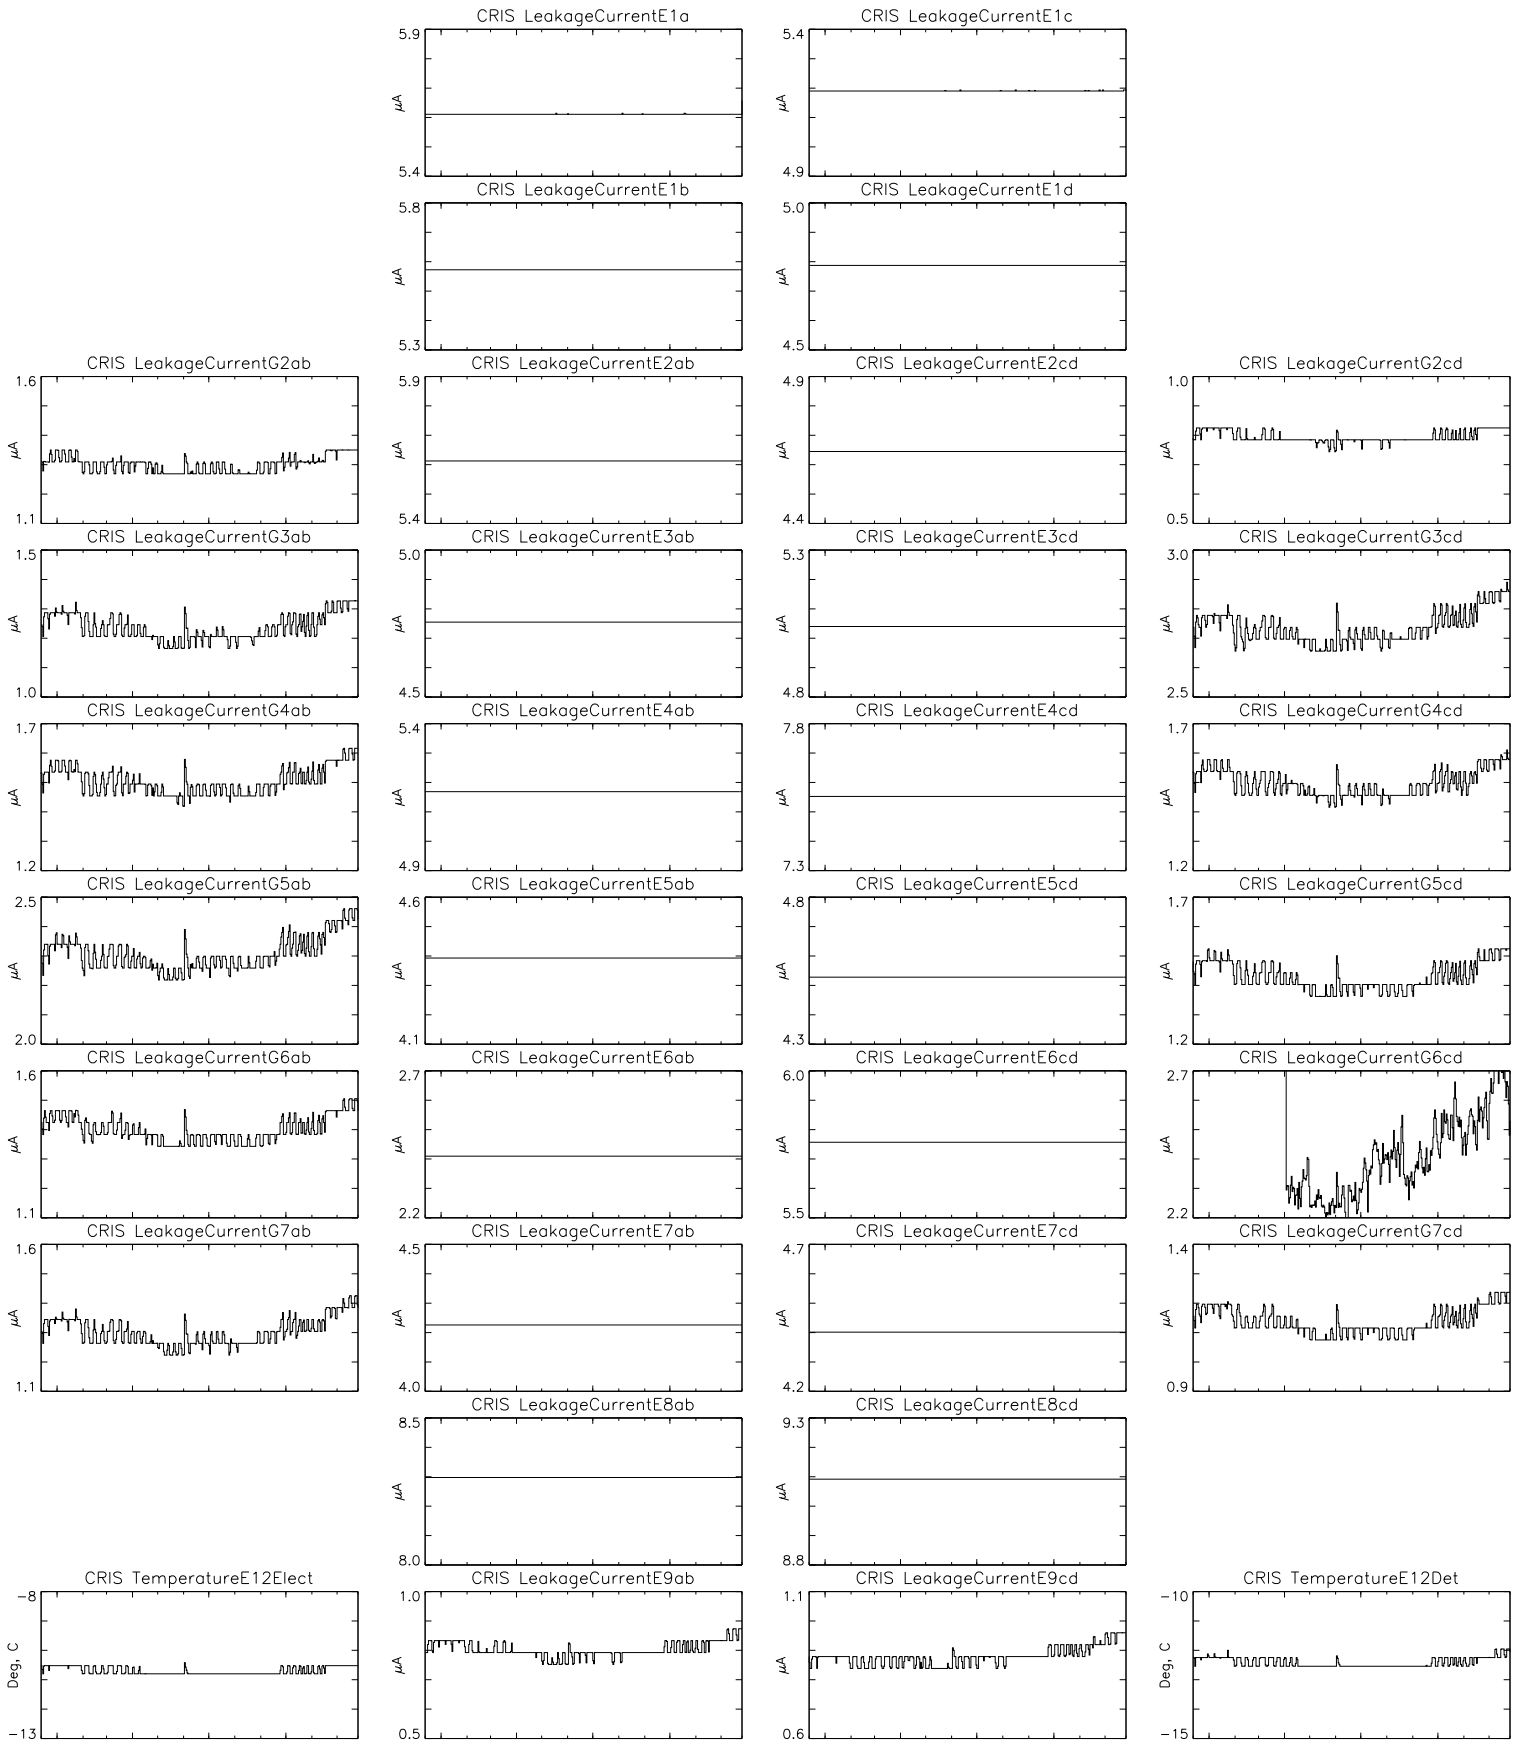 CRIS LeakageCurrentE1a
CRIS LeakageCurrentE1c
5.9
μA
5.4
5.4
μA
4.9
CRIS LeakageCurrentE1b
CRIS LeakageCurrentE1d
5.8
μA
5.3
5.0
μA
4.5
CRIS LeakageCurrentG2ab
CRIS LeakageCurrentE2ab
CRIS LeakageCurrentE2cd
CRIS LeakageCurrentG2cd
1.6
μA
1.1
5.9
μA
5.4
4.9
μA
4.4
1.0
μA
0.5
CRIS LeakageCurrentG3ab
CRIS LeakageCurrentE3ab
CRIS LeakageCurrentE3cd
CRIS LeakageCurrentG3cd
1.5
μA
1.0
5.0
μA
4.5
5.3
μA
4.8
3.0
μA
2.5
CRIS LeakageCurrentG4ab
CRIS LeakageCurrentE4ab
CRIS LeakageCurrentE4cd
CRIS LeakageCurrentG4cd
1.7
μA
1.2
5.4
μA
4.9
7.8
μA
7.3
1.7
μA
1.2
CRIS LeakageCurrentG5ab
CRIS LeakageCurrentE5ab
CRIS LeakageCurrentE5cd
CRIS LeakageCurrentG5cd
2.5
μA
2.0
4.6
μA
4.1
4.8
μA
4.3
1.7
μA
1.2
CRIS LeakageCurrentG6ab
CRIS LeakageCurrentE6ab
CRIS LeakageCurrentE6cd
CRIS LeakageCurrentG6cd
1.6
μA
1.1
2.7
μA
2.2
6.0
μA
5.5
2.7
μA
2.2
CRIS LeakageCurrentG7ab
CRIS LeakageCurrentE7ab
CRIS LeakageCurrentE7cd
CRIS LeakageCurrentG7cd
1.6
μA
1.1
4.5
μA
4.0
4.7
μA
4.2
1.4
μA
0.9
CRIS LeakageCurrentE8ab
CRIS LeakageCurrentE8cd
8.5
μA
8.0
9.3
μA
8.8
CRIS TemperatureE12Elect
CRIS LeakageCurrentE9ab
CRIS LeakageCurrentE9cd
CRIS TemperatureE12Det
-8
Deg, C
-13
1.0
μA
0.5
1.1
μA
0.6
-10
Deg, C
-15